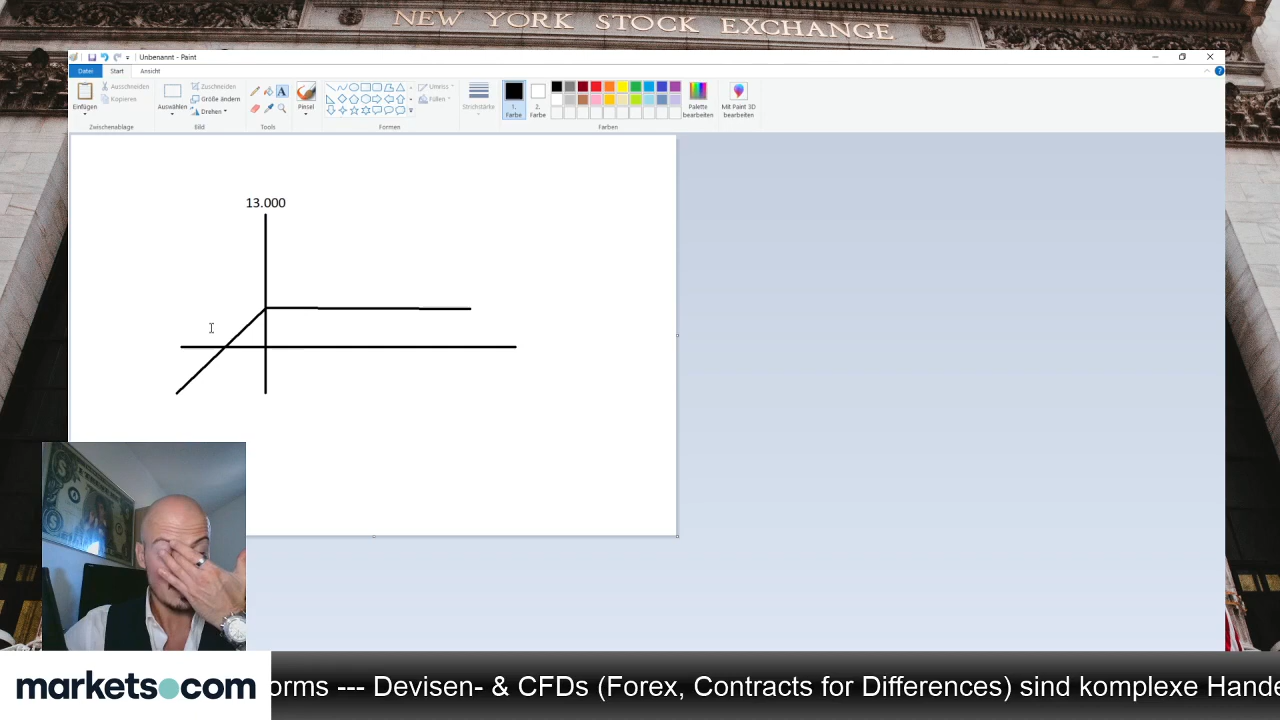 NEW YORK STOCK EXCHANGE
Unbenannt - Paint
Datei Start Ansicht
Einfügen
Ausschneiden
Kopieren
Zwischenablage
Auswählen
Zuschneiden
Größe ändern
Drehen
Bild
Tools
Pinsel
Umriss
Füllen
Formen
Strichstärke
1.
Farbe
2.
Farbe
Palette
bearbeiten
Mit Paint 3D
bearbeiten
Farben
13.000
markets.com
orms --- Devisen- & CFDs (Forex, Contracts for Differences) sind komplexe Hande